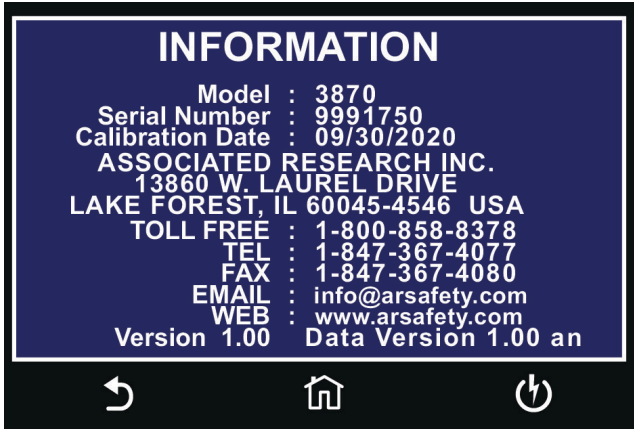 INFORMATION
Model : 3870
Serial Number : 9991750
Calibration Date : 09/30/2020
ASSOCIATED RESEARCH INC.
13860 W. LAUREL DRIVE
LAKE FOREST, IL 60045-4546 USA
TOLL FREE : 1-800-858-8378
TEL : 1-847-367-4077
FAX : 1-847-367-4080
EMAIL : info@arsafety.com
WEB : www.arsafety.com
Version 1.00 Data Version 1.00 an